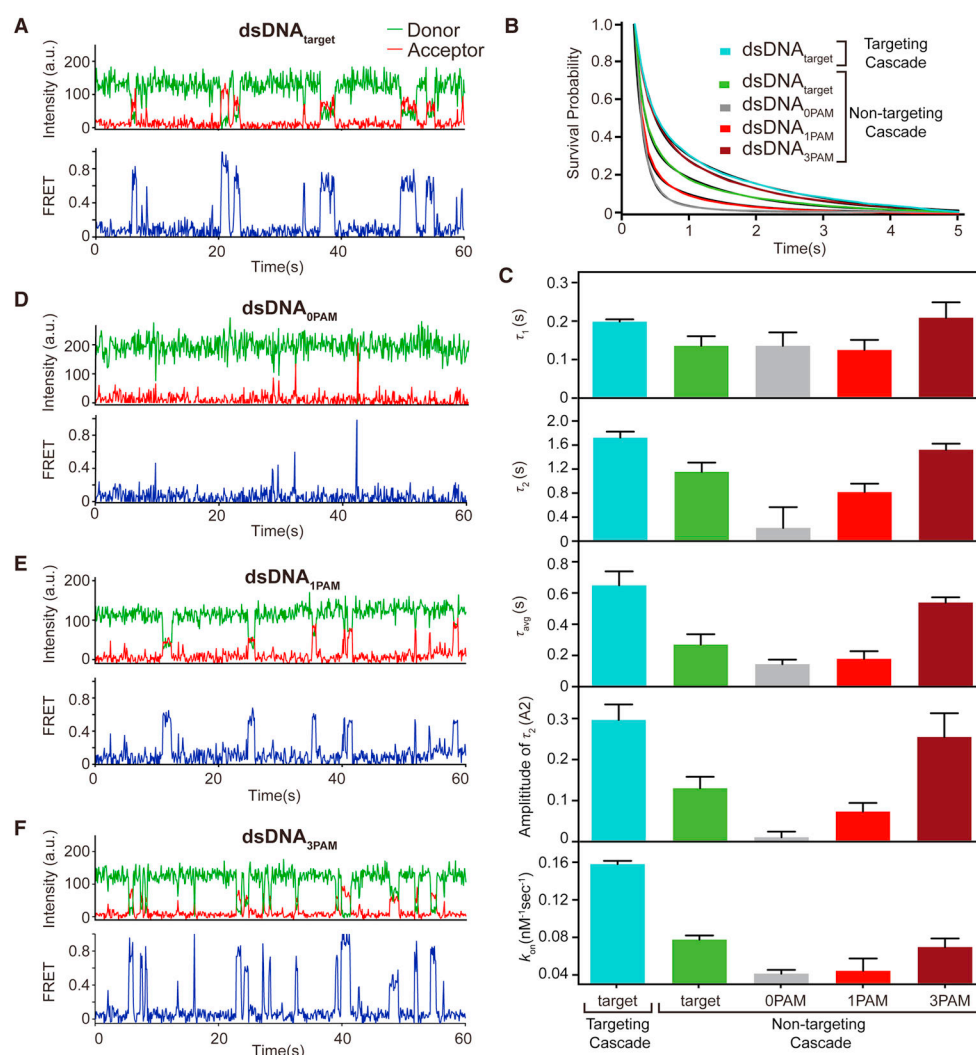 A
dsDNAtarget
Donor
Acceptor
Intensity (a.u.)
200
100
0
FRET
0.8
0.4
0
0 20 40 60
Time(s)
B
Survival Probability
1.0
0.8
0.6
0.4
0.2
0
0 1 2 3 4 5
Time(s)
dsDNAtarget
Targeting
Cascade
dsDNAtarget
dsDNA0PAM
dsDNA1PAM
dsDNA3PAM
Non-targeting
Cascade
C
τ1 (s)
0.3
0.2
0.1
0
τ2 (s)
2.0
1.6
1.2
0.8
0.4
0
τavg (s)
0.8
0.6
0.4
0.2
0
Amplititude of τ2 (A2)
0.3
0.2
0.1
0
kon(nM-1sec-1)
0.16
0.12
0.08
0.04
target target 0PAM 1PAM 3PAM
Targeting
Cascade
Non-targeting
Cascade
D
dsDNA0PAM
Intensity (a.u.)
200
100
0
FRET
0.8
0.4
0
0 20 40 60
Time(s)
E
dsDNA1PAM
Intensity (a.u.)
200
100
0
FRET
0.8
0.4
0
0 20 40 60
Time(s)
F
dsDNA3PAM
Intensity (a.u.)
200
100
0
FRET
0.8
0.4
0
0 20 40 60
Time(s)